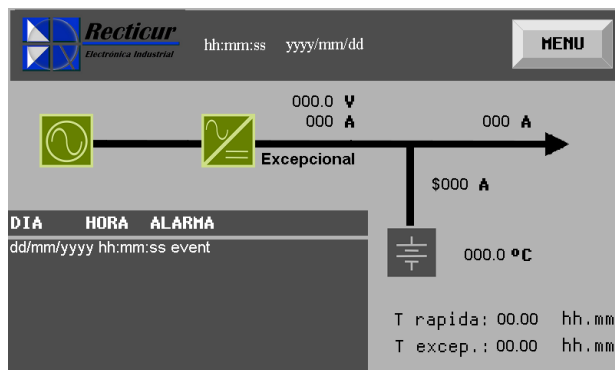 Recticur
Electrónica Industrial
hh:mm:ss yyyy/mm/dd
MENU
000.0 V
000 A
000 A
Excepcional
$000 A
DIA HORA ALARMA
dd/mm/yyyy hh:mm:ss event
000.0 ºC
T rapida: 00.00 hh.mm
T excep.: 00.00 hh.mm